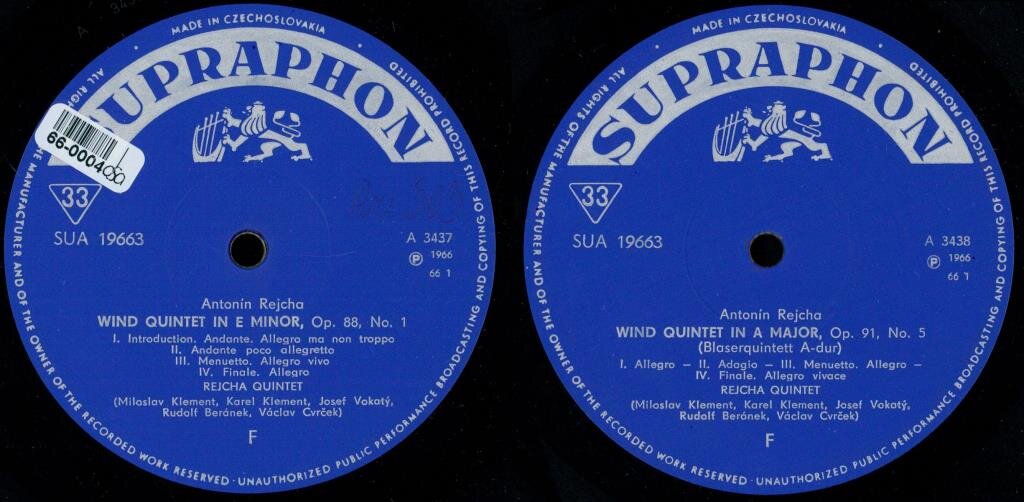 MADE IN CZECHOSLOVAKIA
SUPRAPHON
66-0004
33
SUA 19663
A 3437
P 1966
66 1
Antonín Rejcha
WIND QUINTET IN E MINOR, Op. 88, No. 1
I. Introduction. Andante. Allegro ma non troppo
II. Andante poco allegretto
III. Menuetto. Allegro vivo
IV. Finale. Allegro
REJCHA QUINTET
(Miloslav Klement, Karel Klement, Josef Vokatý,
Rudolf Beránek, Václav Cvrček)
F
THE MANUFACTURER AND OF THE OWNER OF THE RECORDED WORK RESERVED · UNAUTHORIZED PUBLIC PERFORMANCE BROADCASTING AND COPYING OF THIS RECORD PROHIBITED
MADE IN CZECHOSLOVAKIA
SUPRAPHON
33
SUA 19663
A 3438
P 1966
66 1
Antonín Rejcha
WIND QUINTET IN A MAJOR, Op. 91, No. 5
(Blaserquintett A-dur)
I. Allegro – II. Adagio – III. Menuetto. Allegro –
IV. Finale. Allegro vivace
REJCHA QUINTET
(Miloslav Klement, Karel Klement, Josef Vokatý,
Rudolf Beránek, Václav Cvrček)
F
ALL RIGHTS OF THE MANUFACTURER AND OF THE OWNER OF THE RECORDED WORK RESERVED · UNAUTHORIZED PUBLIC PERFORMANCE BROADCASTING AND COPYING OF THIS RECORD PROHIBITED